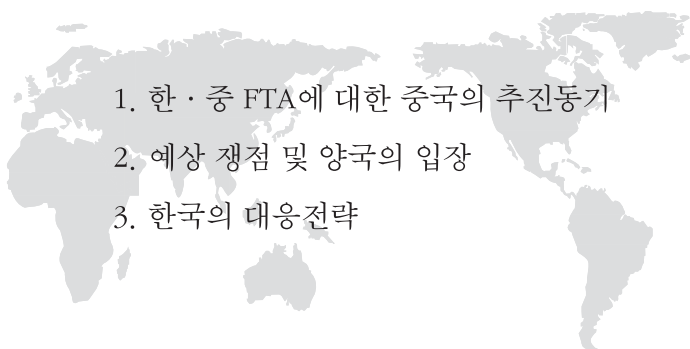 1. 한 · 중 FTA에 대한 중국의 추진동기
2. 예상 쟁점 및 양국의 입장
3. 한국의 대응전략